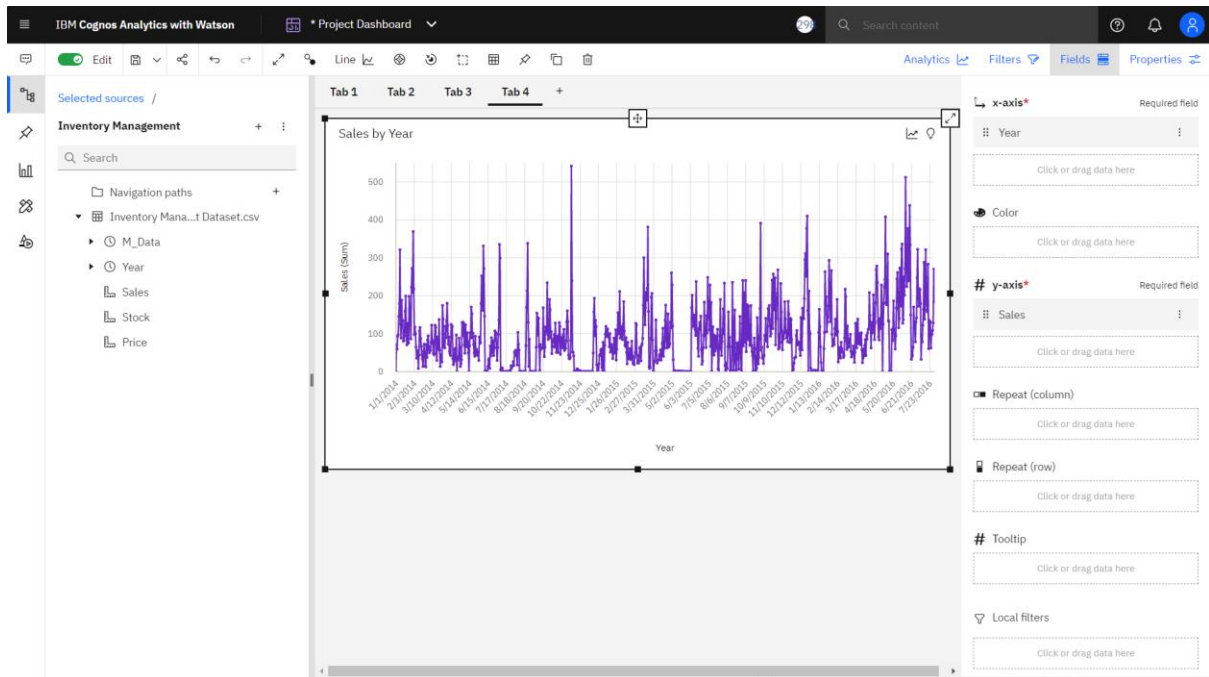 IBM Cognos Analytics with Watson
* Project Dashboard
Search content
Edit
Line
Analytics
Filters
Fields
Properties
Selected sources /
Inventory Management
Search
Navigation paths
Inventory Mana...t Dataset.csv
M_Data
Year
Sales
Stock
Price
Tab 1 Tab 2 Tab 3 Tab 4 +
Sales by Year
Sales (Sum)
500
400
300
200
100
0
1/1/2014 2/3/2014 3/10/2014 4/12/2014 5/14/2014 6/15/2014 7/17/2014 8/18/2014 9/20/2014 10/22/2014 11/23/2014 12/25/2014 1/26/2015 2/27/2015 3/31/2015 5/2/2015 6/3/2015 7/5/2015 8/6/2015 9/7/2015 10/9/2015 11/10/2015 12/12/2015 1/13/2016 2/14/2016 3/17/2016 4/18/2016 5/20/2016 6/21/2016 7/23/2016
Year
x-axis* Required field
Year
Click or drag data here
Color
Click or drag data here
# y-axis* Required field
Sales
Click or drag data here
Repeat (column)
Click or drag data here
Repeat (row)
Click or drag data here
# Tooltip
Click or drag data here
Local filters
Click or drag data here